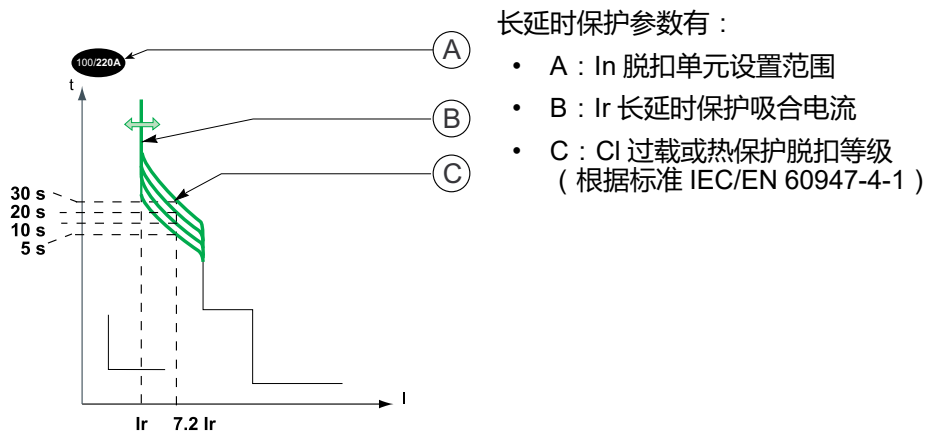 100/220A
A
t
B
C
30 s
20 s
10 s
5 s
I
Ir 7.2 Ir
长延时保护参数有：
• A：In 脱扣单元设置范围
• B：Ir 长延时保护吸合电流
• C：Cl 过载或热保护脱扣等级
（根据标准 IEC/EN 60947-4-1）